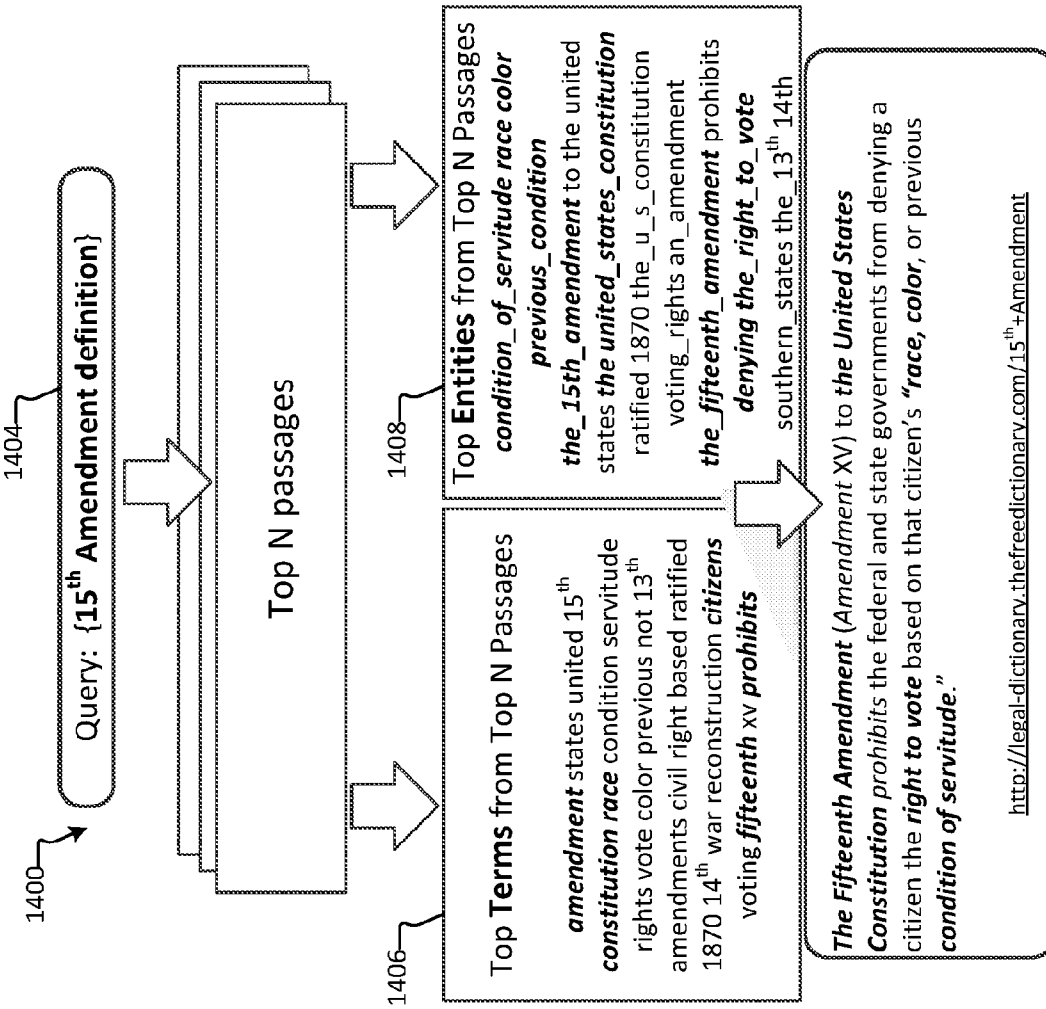 1400
1404
Query: {15th Amendment definition}
Top N passages
1406
Top Terms from Top N Passages
amendment states united 15th
constitution race condition servitude
rights vote color previous not 13th
amendments civil right based ratified
1870 14th war reconstruction citizens
voting fifteenth xv prohibits
1408
Top Entities from Top N Passages
condition_of_servitude race color
previous_condition
the_15th_amendment to the united
states the united_states_constitution
ratified 1870 the_u_s_constitution
voting_rights an_amendment
the_fifteenth_amendment prohibits
denying the_right_to_vote
southern_states the_13th 14th
The Fifteenth Amendment (Amendment XV) to the United States
Constitution prohibits the federal and state governments from denying a
citizen the right to vote based on that citizen's "race, color, or previous
condition of servitude."
http://legal-dictionary.thefreedictionary.com/15th+Amendment